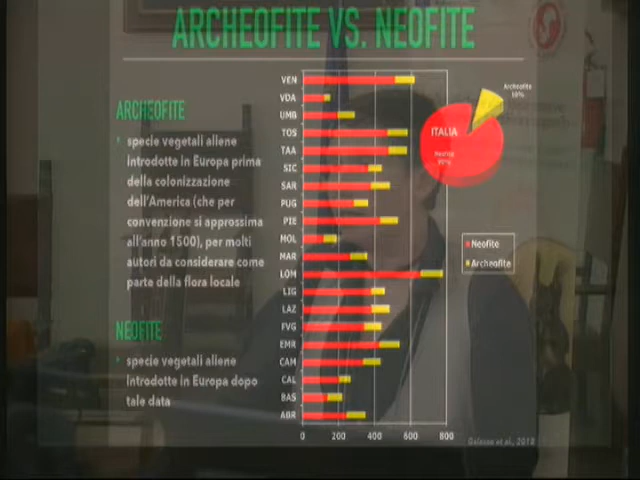 ARCHEOFITE VS. NEOFITE
ARCHEOFITE
specie vegetali aliene
introdotte in Europa prima
della colonizzazione
dell'America (che per
convenzione si approssima
all'anno 1500), per molti
autori da considerare come
parte della flora locale
NEOFITE
specie vegetali aliene
introdotte in Europa dopo
tale data
VEN
VDA
UMB
TOS
TAA
SIC
SAR
PUG
PIE
MOL
MAR
LOM
LIG
LAZ
FVG
EMR
CAM
CAL
BAS
ABR
0 200 400 600 800
Archeofite
ITALIA
Neofite
Neofite
Archeofite